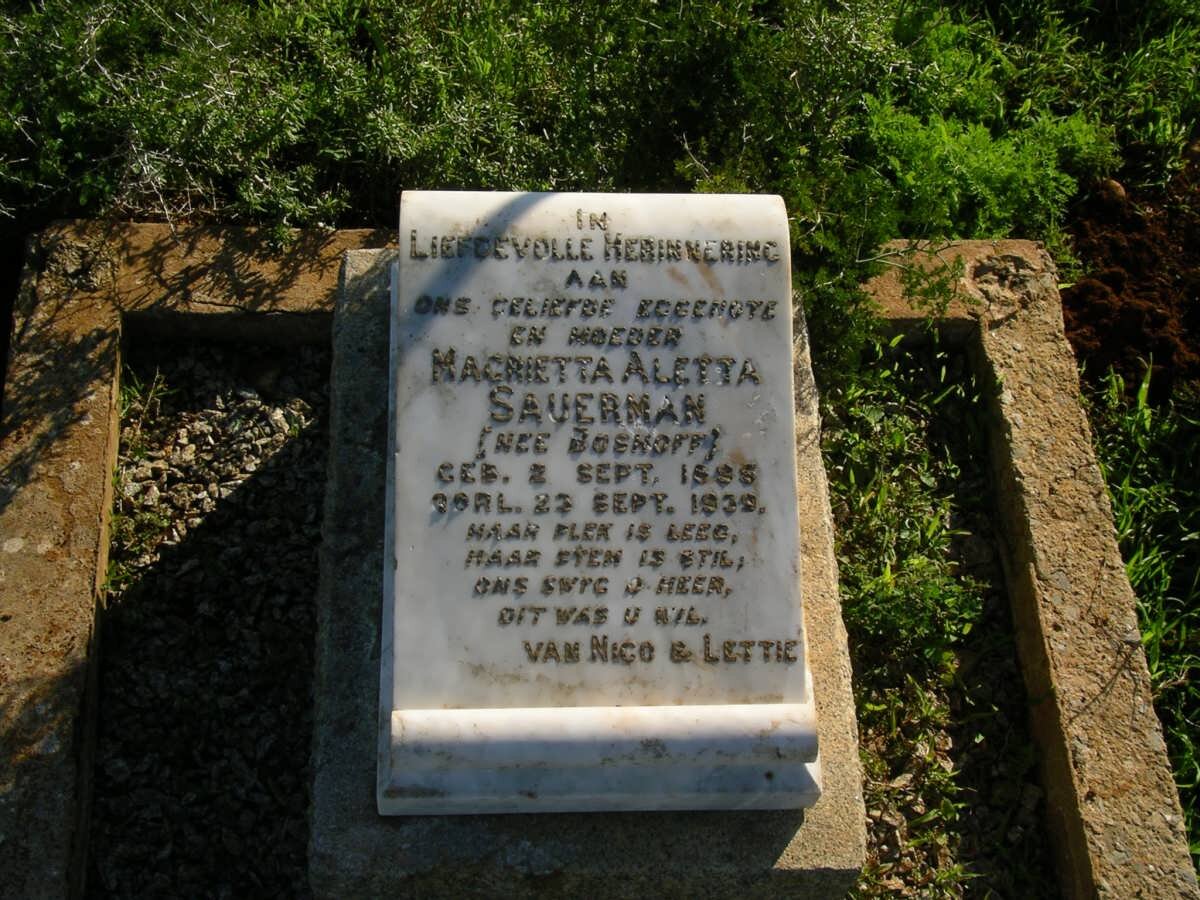 IN
LIEFDEVOLLE HERINNERING
AAN
ONS GELIEFDE EGGENOTE
EN MOEDER
MAGRIETTA ALETTA
SAUERMAN
(NEE BOSHOFF)
GEB. 2 SEPT.
OORL. 23 SEPT. 1939.
HAAR PLEK IS LEEG,
HAAR STEM IS STIL;
ONS SWYG O HEER,
DIT WAS U WIL.
VAN NICO & LETTIE